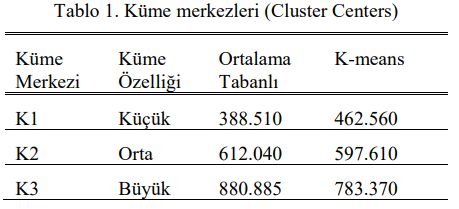 Tablo 1. Küme merkezleri (Cluster Centers)
Küme Merkezi Küme Özelliği Ortalama Tabanlı K-means
K1 Küçük 388.510 462.560
K2 Orta 612.040 597.610
K3 Büyük 880.885 783.370